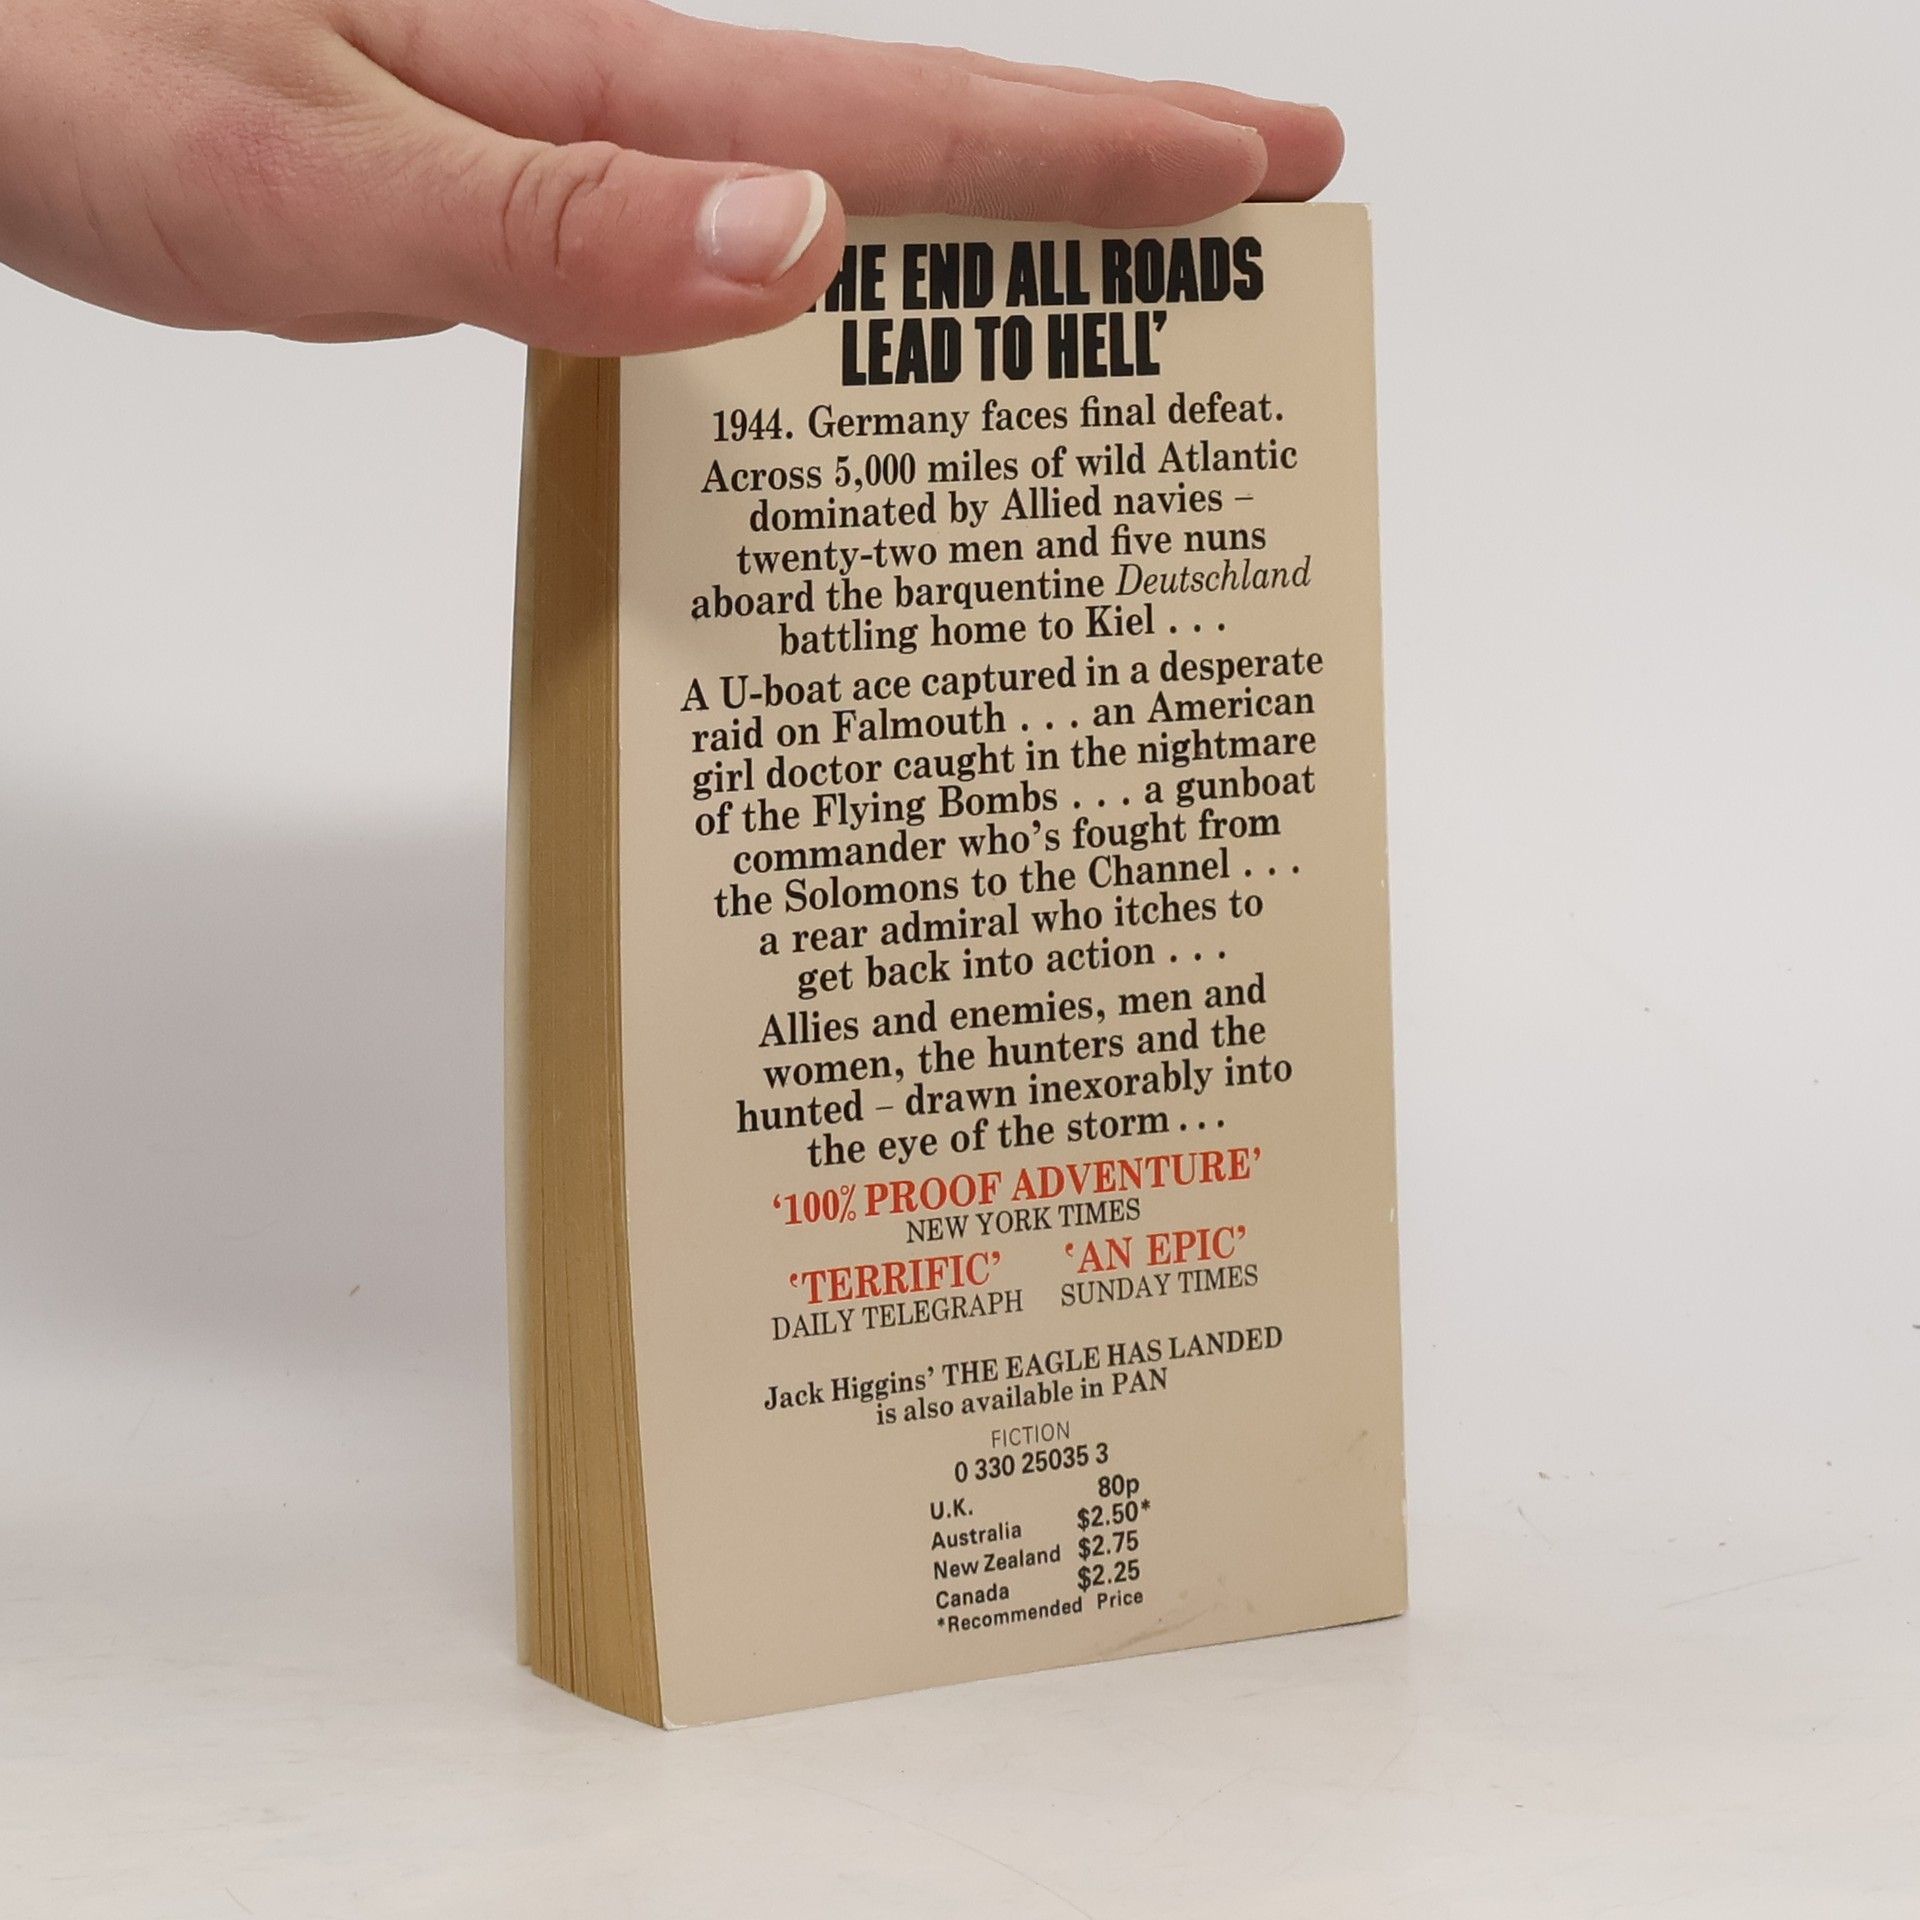 HE END ALL ROADS
LEAD TO HELL’
1944. Germany faces final defeat.
Across 5,000 miles of wild Atlantic
dominated by Allied navies –
twenty-two men and five nuns
aboard the barquentine Deutschland
battling home to Kiel . . .
A U-boat ace captured in a desperate
raid on Falmouth . . . an American
girl doctor caught in the nightmare
of the Flying Bombs . . . a gunboat
commander who’s fought from
the Solomons to the Channel . . .
a rear admiral who itches to
get back into action . . .
Allies and enemies, men and
women, the hunters and the
hunted – drawn inexorably into
the eye of the storm . . .
‘100% PROOF ADVENTURE’
NEW YORK TIMES
‘TERRIFIC’ ‘AN EPIC’
DAILY TELEGRAPH SUNDAY TIMES
Jack Higgins’ THE EAGLE HAS LANDED
is also available in PAN
FICTION
0 330 25035 3
U.K. 80p
Australia $2.50*
New Zealand $2.75
Canada $2.25
*Recommended Price